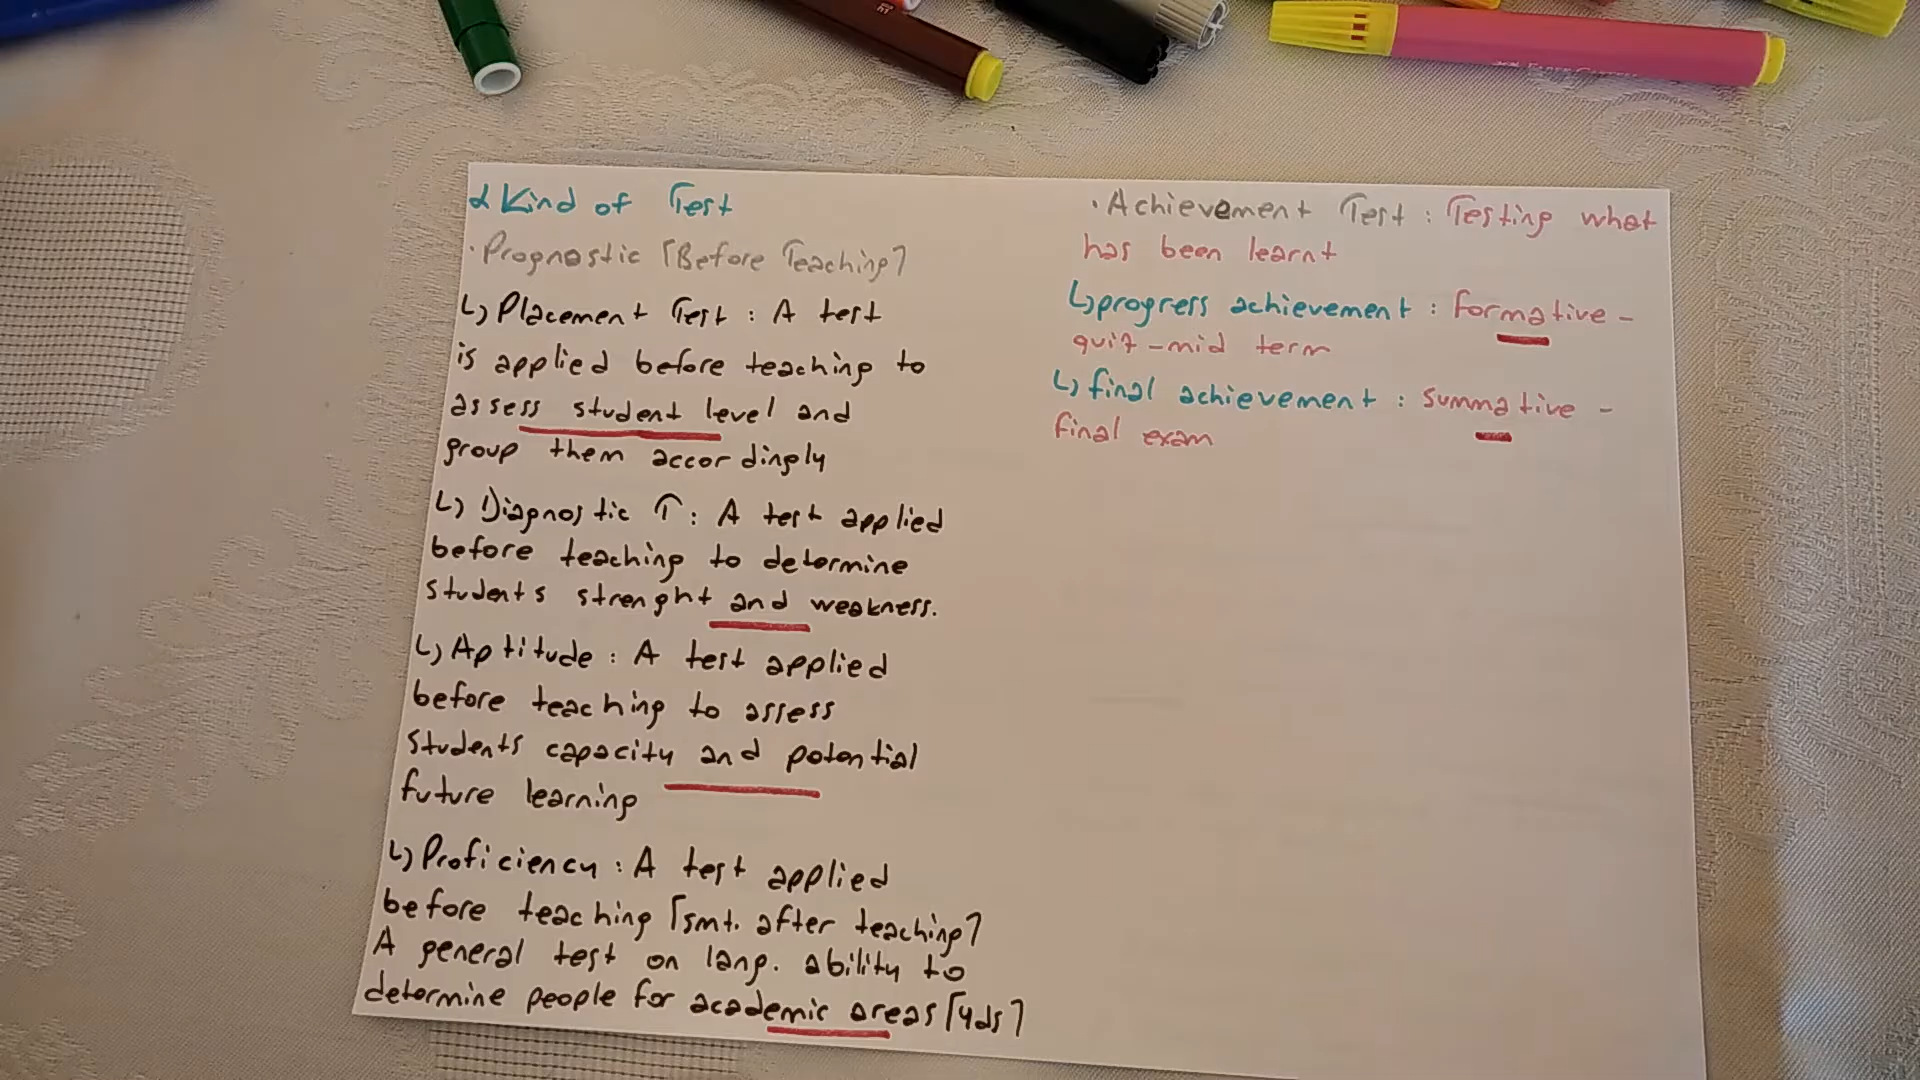 α Kind of Test
· Prognostic [Before Teaching]
↳ Placement Test : A test
is applied before teaching to
assess student level and
group them accordingly
↳ Diagnostic T : A test applied
before teaching to determine
students strenght and weakness.
↳ Aptitude : A test applied
before teaching to assess
students capacity and potential
future learning
↳ Proficiency : A test applied
before teaching [smt. after teaching]
A general test on lang. ability to
determine people for academic areas [yds]
· Achievement Test : Testing what
has been learnt
↳ progress achievement : formative -
quiz - mid term
↳ final achievement : summative -
final exam